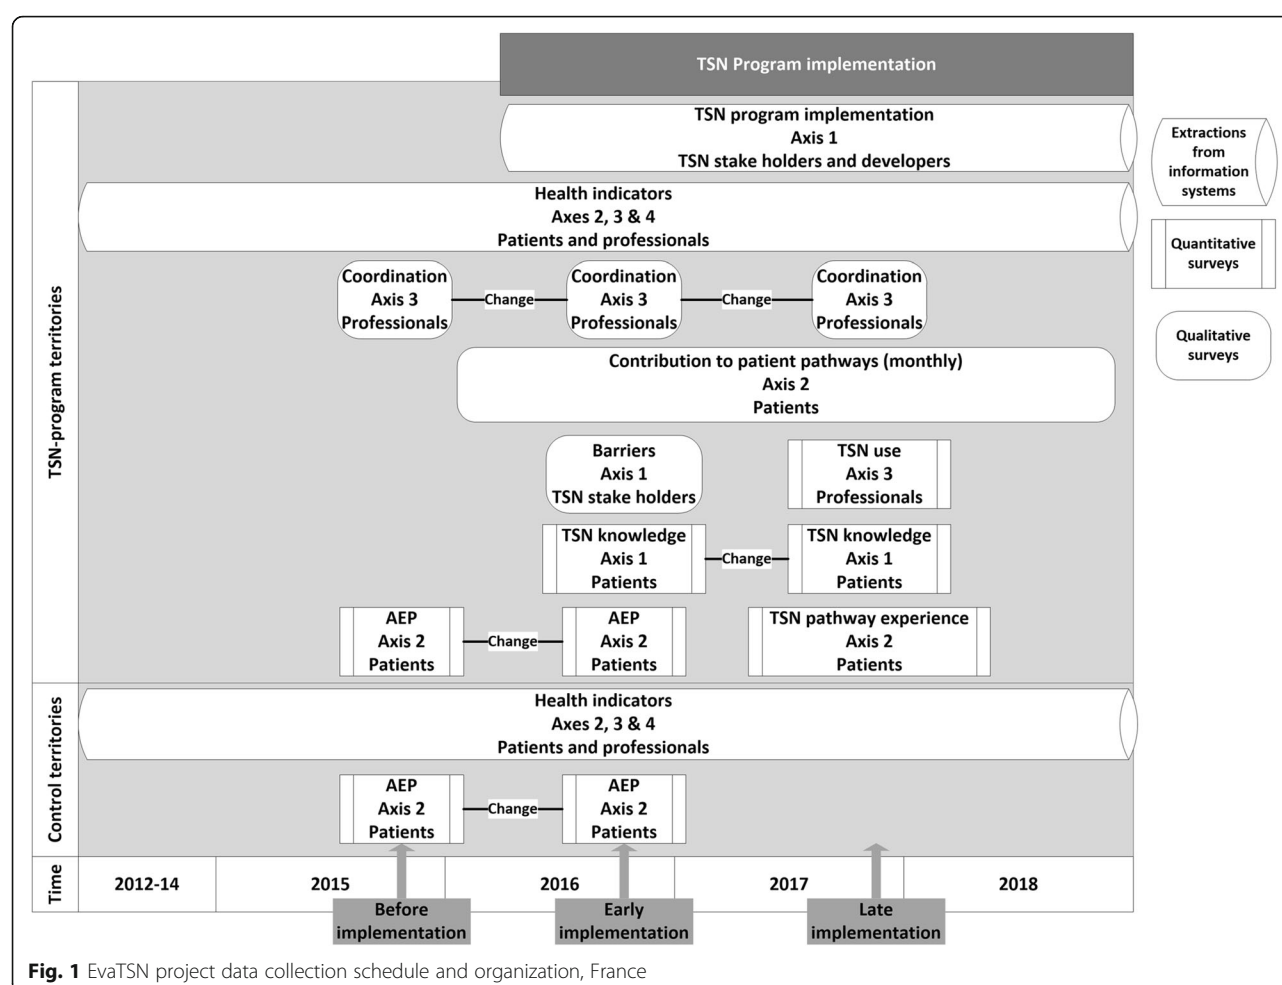 TSN Program implementation
TSN program implementation
Axis 1
TSN stake holders and developers
Health indicators
Axes 2, 3 & 4
Patients and professionals
Coordination
Axis 3
Professionals
Change
Coordination
Axis 3
Professionals
Change
Coordination
Axis 3
Professionals
Contribution to patient pathways (monthly)
Axis 2
Patients
Barriers
Axis 1
TSN stake holders
TSN use
Axis 3
Professionals
TSN knowledge
Axis 1
Patients
Change
TSN knowledge
Axis 1
Patients
AEP
Axis 2
Patients
Change
AEP
Axis 2
Patients
TSN pathway experience
Axis 2
Patients
TSN-program territories
Health indicators
Axes 2, 3 & 4
Patients and professionals
AEP
Axis 2
Patients
Change
AEP
Axis 2
Patients
Control territories
Time
2012-14
2015
2016
2017
2018
Before
implementation
Early
implementation
Late
implementation
Extractions
from
information
systems
Quantitative
surveys
Qualitative
surveys
Fig. 1 EvaTSN project data collection schedule and organization, France